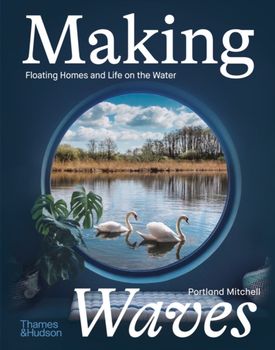 Making
Floating Homes and Life on the Water
Portland Mitchell
Thames
&Hudson
Waves